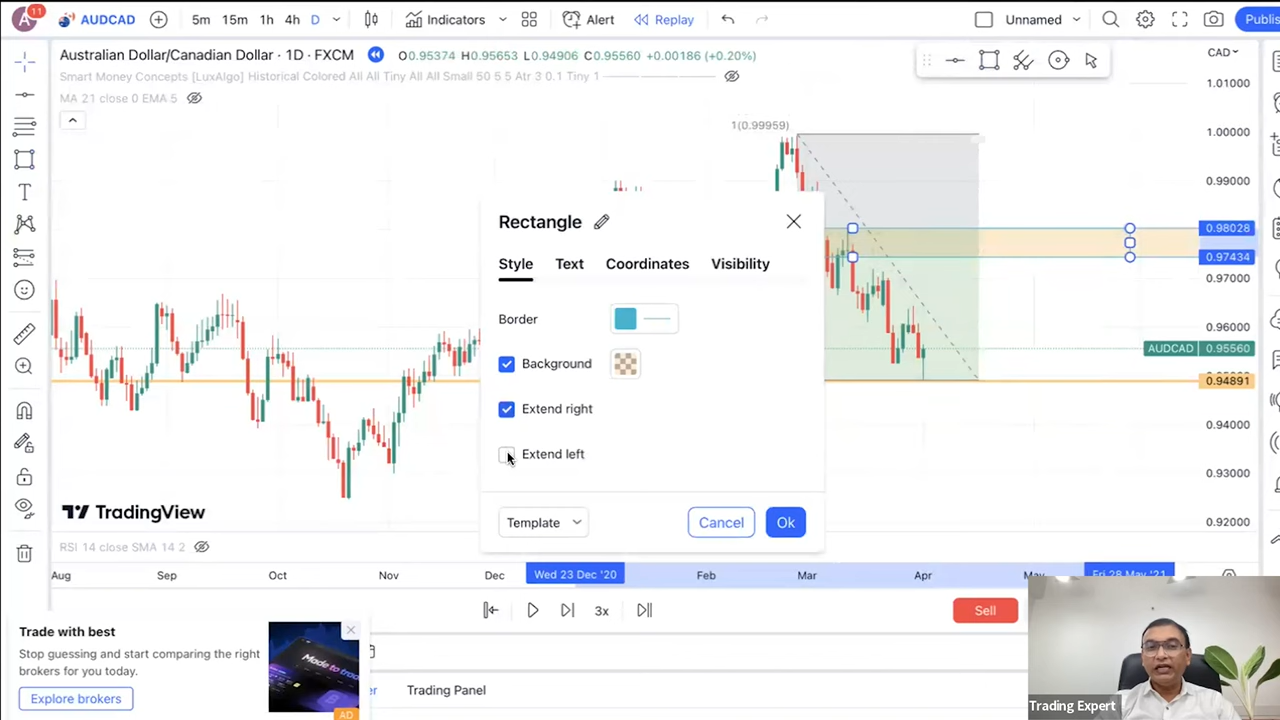 A 11 AUDCAD 5m 15m 1h 4h D Indicators Alert Replay Unnamed Publis
Australian Dollar/Canadian Dollar · 1D · FXCM O0.95374 H0.95653 L0.94906 C0.95560 +0.00186 (+0.20%) CAD
Smart Money Concepts [LuxAlgo] Historical Colored All All Tiny All All Small 50 5 5 Atr 3 0.1 Tiny 1
MA 21 close 0 EMA 5
1.01000
1(0.99959)
1.00000
0.99000
Rectangle
0.98028
0.97434
Style Text Coordinates Visibility
0.97000
Border
0.96000
AUDCAD 0.95560
Background
0.94891
Extend right
0.94000
Extend left
0.93000
TradingView
Template Cancel Ok
0.92000
RSI 14 close SMA 14 2
Aug Sep Oct Nov Dec Wed 23 Dec '20 Feb Mar Apr May Fri 28 May '21
3x Sell
Trade with best
Stop guessing and start comparing the right
brokers for you today.
Explore brokers
Made to trad
AD
er Trading Panel
Trading Expert